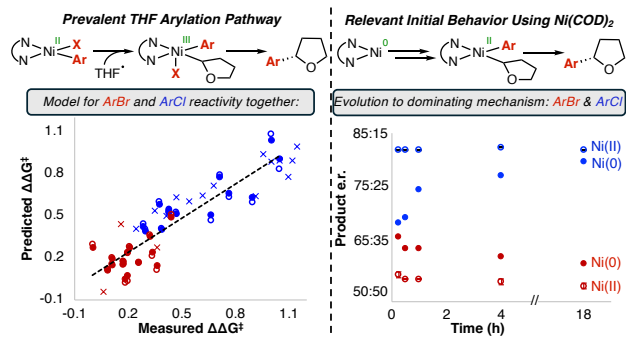 Prevalent THF Arylation Pathway
N
N
Ni
II
X
Ar
THF•
N
N
Ni
III
Ar
X
O
Ar
O
Model for ArBr and ArCl reactivity together:
1.1
0.8
0.5
0.2
-0.1
Predicted ΔΔG‡
-0.1
0.2
0.5
0.8
1.1
Measured ΔΔG‡
Relevant Initial Behavior Using Ni(COD)2
N
N
Ni
0
N
N
Ni
II
Ar
O
Ar
O
Evolution to dominating mechanism: ArBr & ArCl
85:15
75:25
65:35
50:50
Product e.r.
Ni(II)
Ni(0)
Ni(0)
Ni(II)
0
2
4
//
18
Time (h)